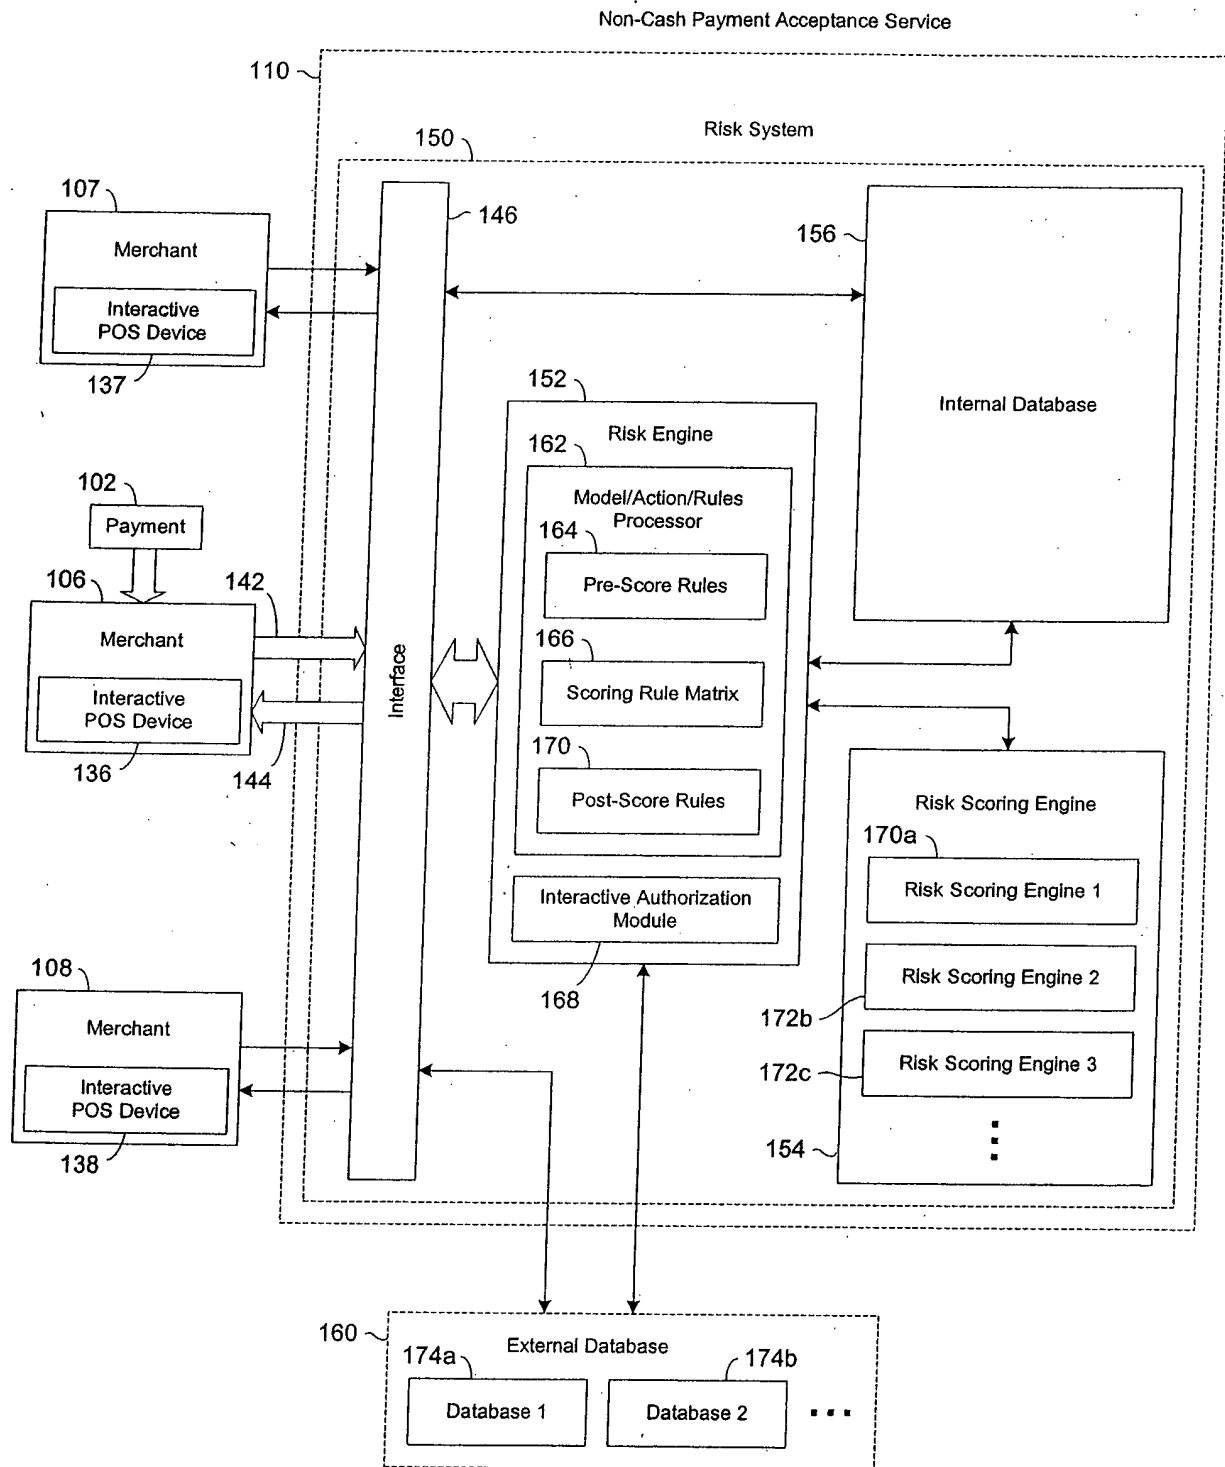 Non-Cash Payment Acceptance Service
110
Risk System
150
107
Merchant
Interactive
POS Device
137
146
156
Internal Database
152
Risk Engine
162
Model/Action/Rules
Processor
164
Pre-Score Rules
166
Scoring Rule Matrix
170
Post-Score Rules
Interactive Authorization
Module
168
102
Payment
106
Merchant
Interactive
POS Device
136
142
144
Interface
Risk Scoring Engine
170a
Risk Scoring Engine 1
Risk Scoring Engine 2
172b
Risk Scoring Engine 3
172c
154
108
Merchant
Interactive
POS Device
138
160
External Database
174a
Database 1
174b
Database 2